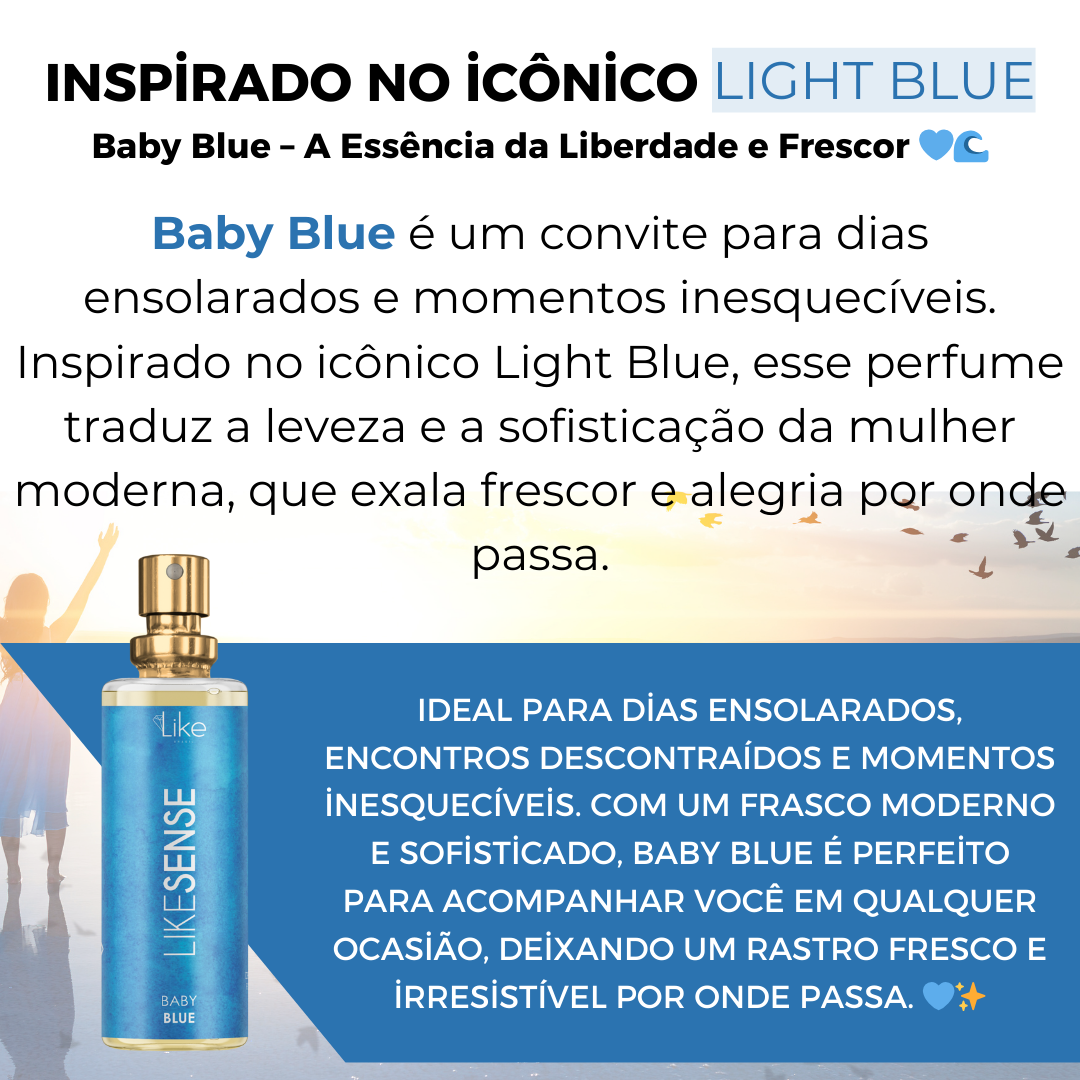 INSPİRADO NO İCÔNİCO LIGHT BLUE
Baby Blue – A Essência da Liberdade e Frescor 💙🌊
Baby Blue é um convite para dias
ensolarados e momentos inesquecíveis.
Inspirado no icônico Light Blue, esse perfume
traduz a leveza e a sofisticação da mulher
moderna, que exala frescor e alegria por onde
passa.
Like
LIKESENSE
BABY
BLUE
IDEAL PARA DİAS ENSOLARADOS,
ENCONTROS DESCONTRAÍDOS E MOMENTOS
İNESQUECÍVEİS. COM UM FRASCO MODERNO
E SOFİSTİCADO, BABY BLUE É PERFEİTO
PARA ACOMPANHAR VOCÊ EM QUALQUER
OCASİÃO, DEİXANDO UM RASTRO FRESCO E
İRRESİSTÍVEL POR ONDE PASSA. 💙✨